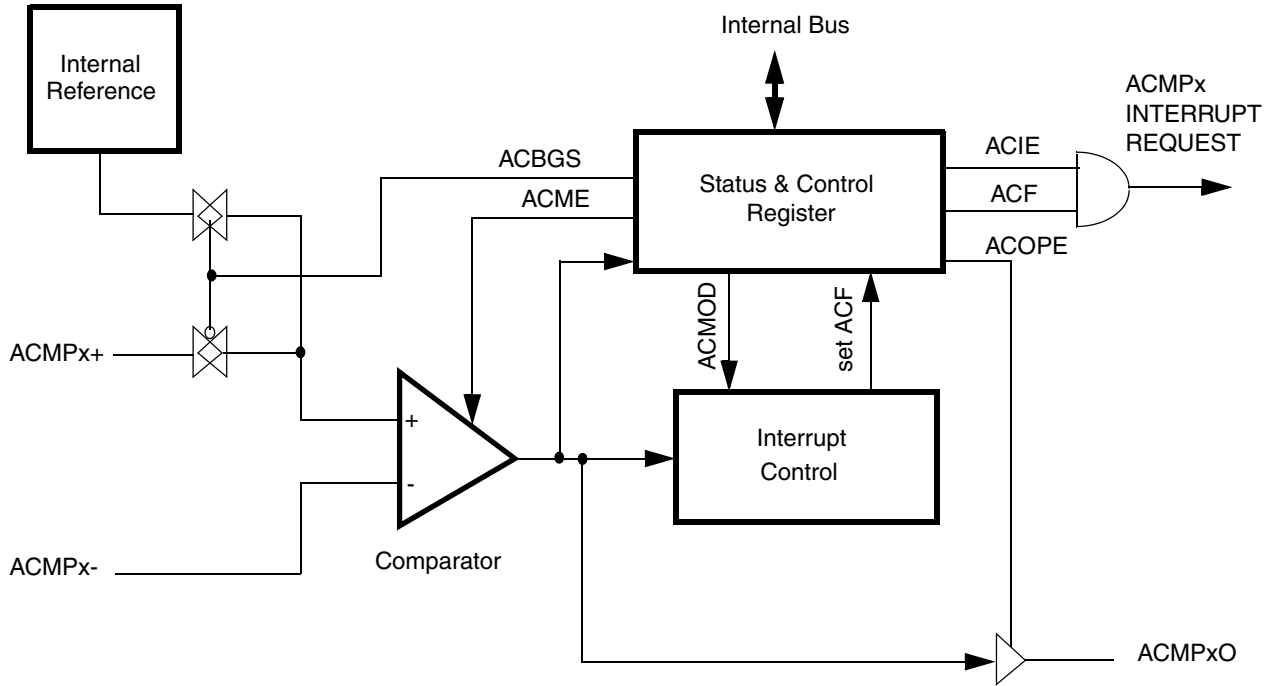 Internal Bus
Internal
Reference
ACMPx
INTERRUPT
REQUEST
ACBGS
ACME
Status & Control
Register
ACIE
ACF
ACOPE
ACMOD
set ACF
ACMPx+
+
-
Interrupt
Control
Comparator
ACMPx-
ACMPxO